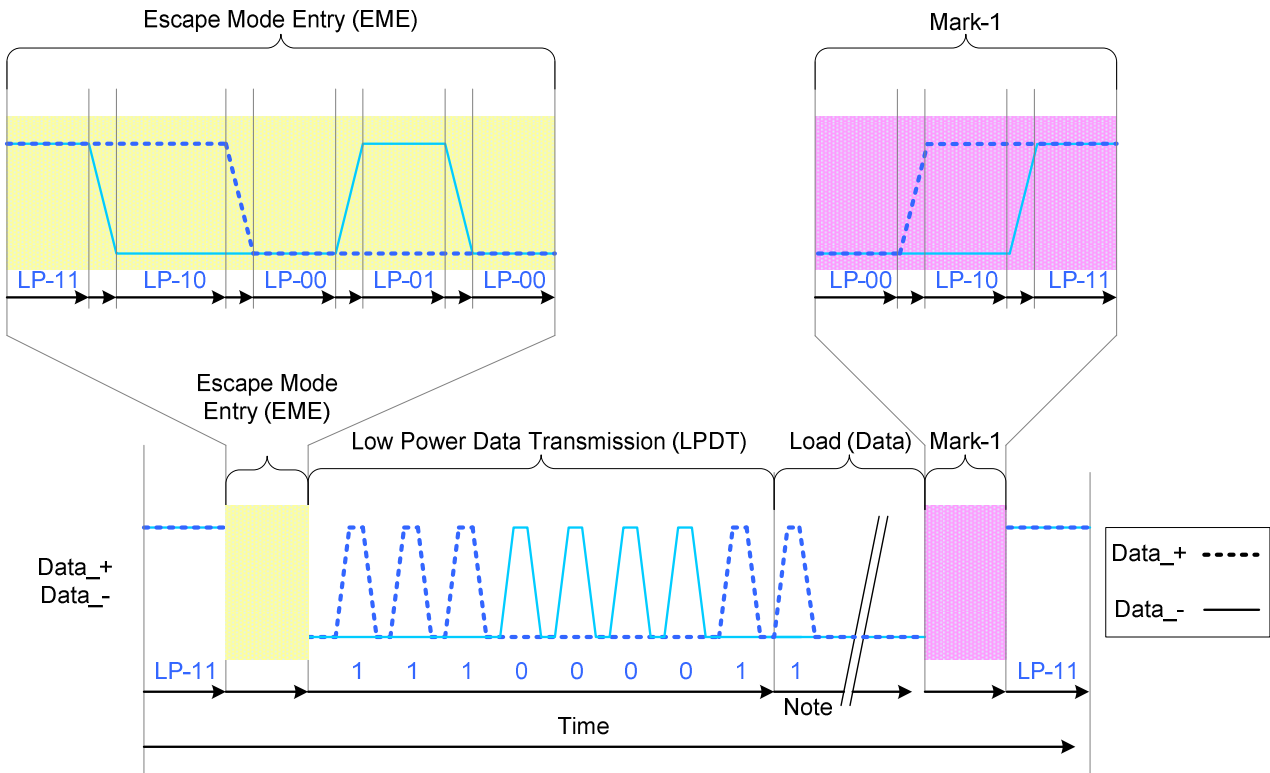 Escape Mode Entry (EME)
Mark-1
LP-11 LP-10 LP-00 LP-01 LP-00
LP-00 LP-10 LP-11
Escape Mode
Entry (EME)
Low Power Data Transmission (LPDT)
Load (Data)
Mark-1
Data_+
Data_-
Data_+
Data_-
LP-11 1 1 1 0 0 0 0 1 1 LP-11
Note
Time